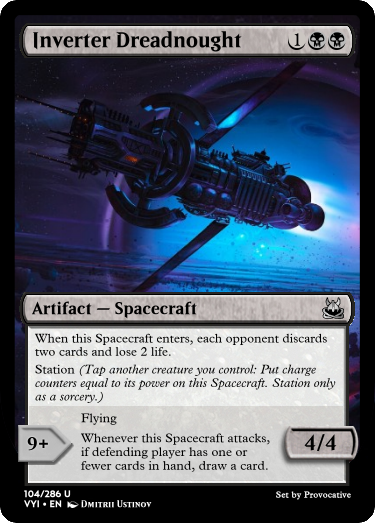 Inverter Dreadnought 1
Artifact — Spacecraft
When this Spacecraft enters, each opponent discards
two cards and lose 2 life.
Station (Tap another creature you control: Put charge
counters equal to its power on this Spacecraft. Station only
as a sorcery.)
Flying
9+
Whenever this Spacecraft attacks,
if defending player has one or
fewer cards in hand, draw a card.
4/4
104/286 U
VYI • EN Dmitrii Ustinov
Set by Provocative